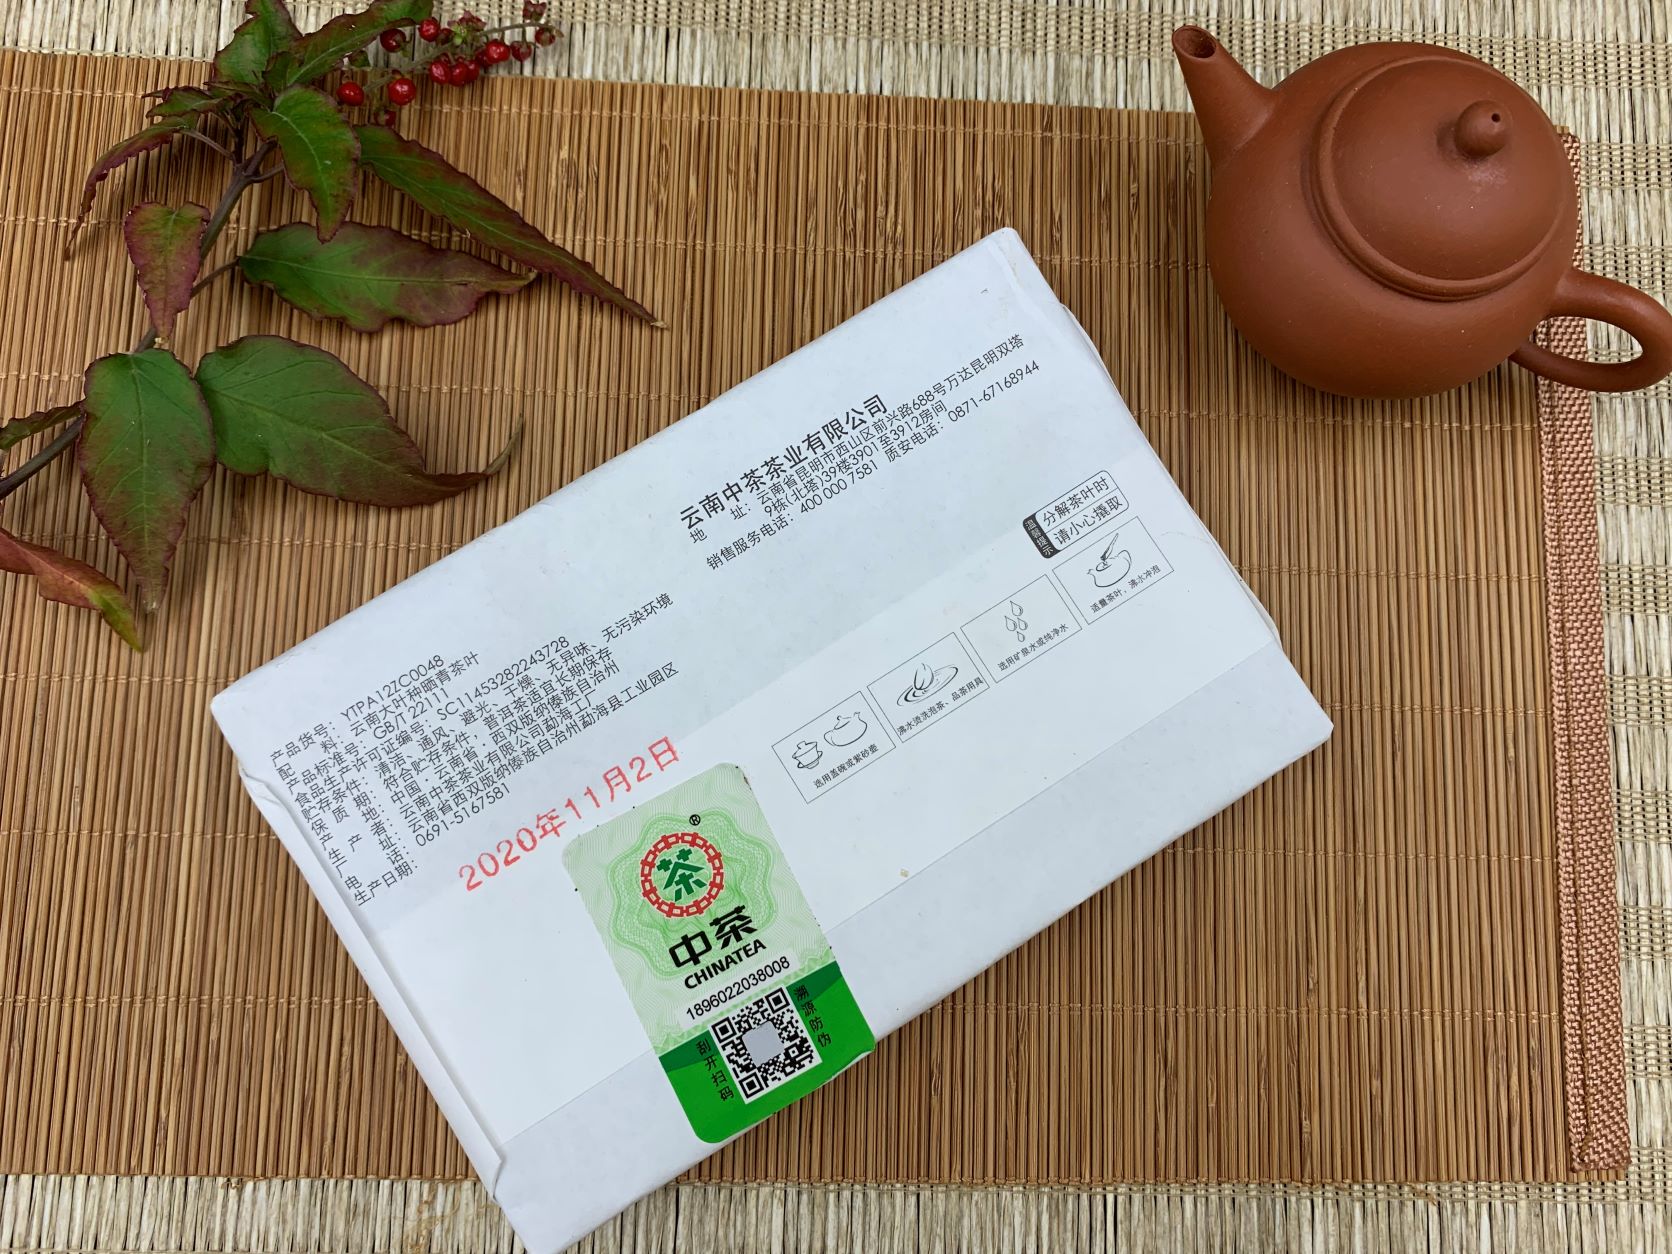 云南中茶茶业有限公司
地 址：云南省昆明市西山区前兴路688号万达昆明双塔
9栋(北塔)39楼3901至3912房间
销售服务电话：400 000 7581 质安电话：0871-67168944
温馨提示
分解茶叶时
请小心撬取
产品货号：YTPA12ZC0048
配 料：云南大叶种晒青茶叶
产品标准号：GB/T22111
食品生产许可证编号：SC11453282243728
贮存条件：清洁、通风、避光、干燥、无异味、无污染环境
保 质 期：符合贮存条件，普洱茶适宜长期保存
产 地：中国·云南省·西双版纳傣族自治州
生 产 者：云南中茶茶业有限公司勐海工厂
厂 址：云南省西双版纳傣族自治州勐海县工业园区
电 话：0691-5167581
生产日期：
2020年11月2日
选用盖碗或紫砂壶
沸水烫洗泡茶、品茶用具
选用矿泉水或纯净水
适量茶叶，沸水冲泡
茶
®
中茶
CHINATEA
1896022038008
刮开扫码
溯源防伪